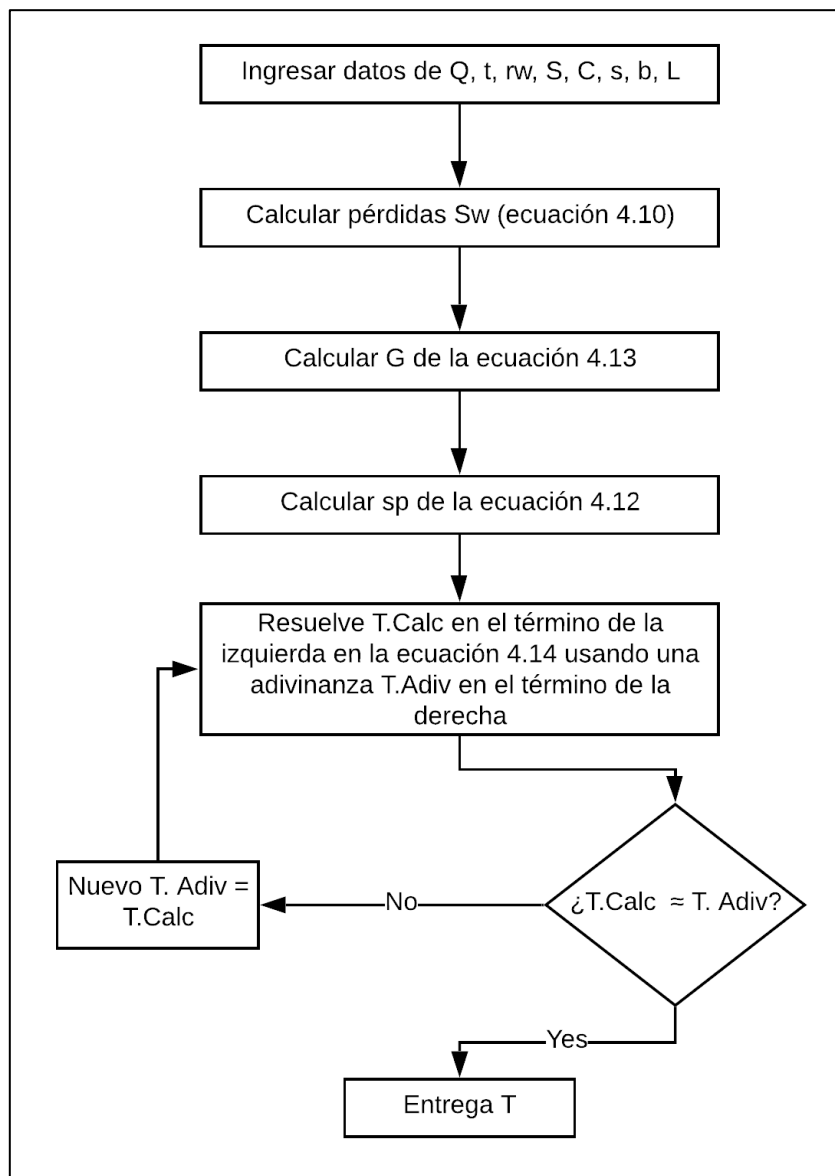 Ingresar datos de Q, t, rw, S, C, s, b, L
Calcular pérdidas Sw (ecuación 4.10)
Calcular G de la ecuación 4.13
Calcular sp de la ecuación 4.12
Resuelve T.Calc en el término de la
izquierda en la ecuación 4.14 usando una
adivinanza T.Adiv en el término de la
derecha
¿T.Calc ≈ T. Adiv?
No
Nuevo T. Adiv =
T.Calc
Yes
Entrega T